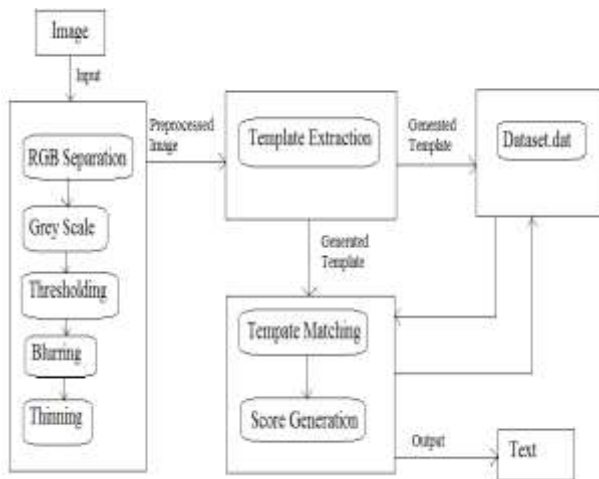 Image
Input
RGB Separation
Grey Scale
Thresholding
Blurring
Thinning
Preprocessed
Image
Template Extraction
Generated
Template
Dataset.dat
Generated
Template
Tempate Matching
Score Generation
Output
Text